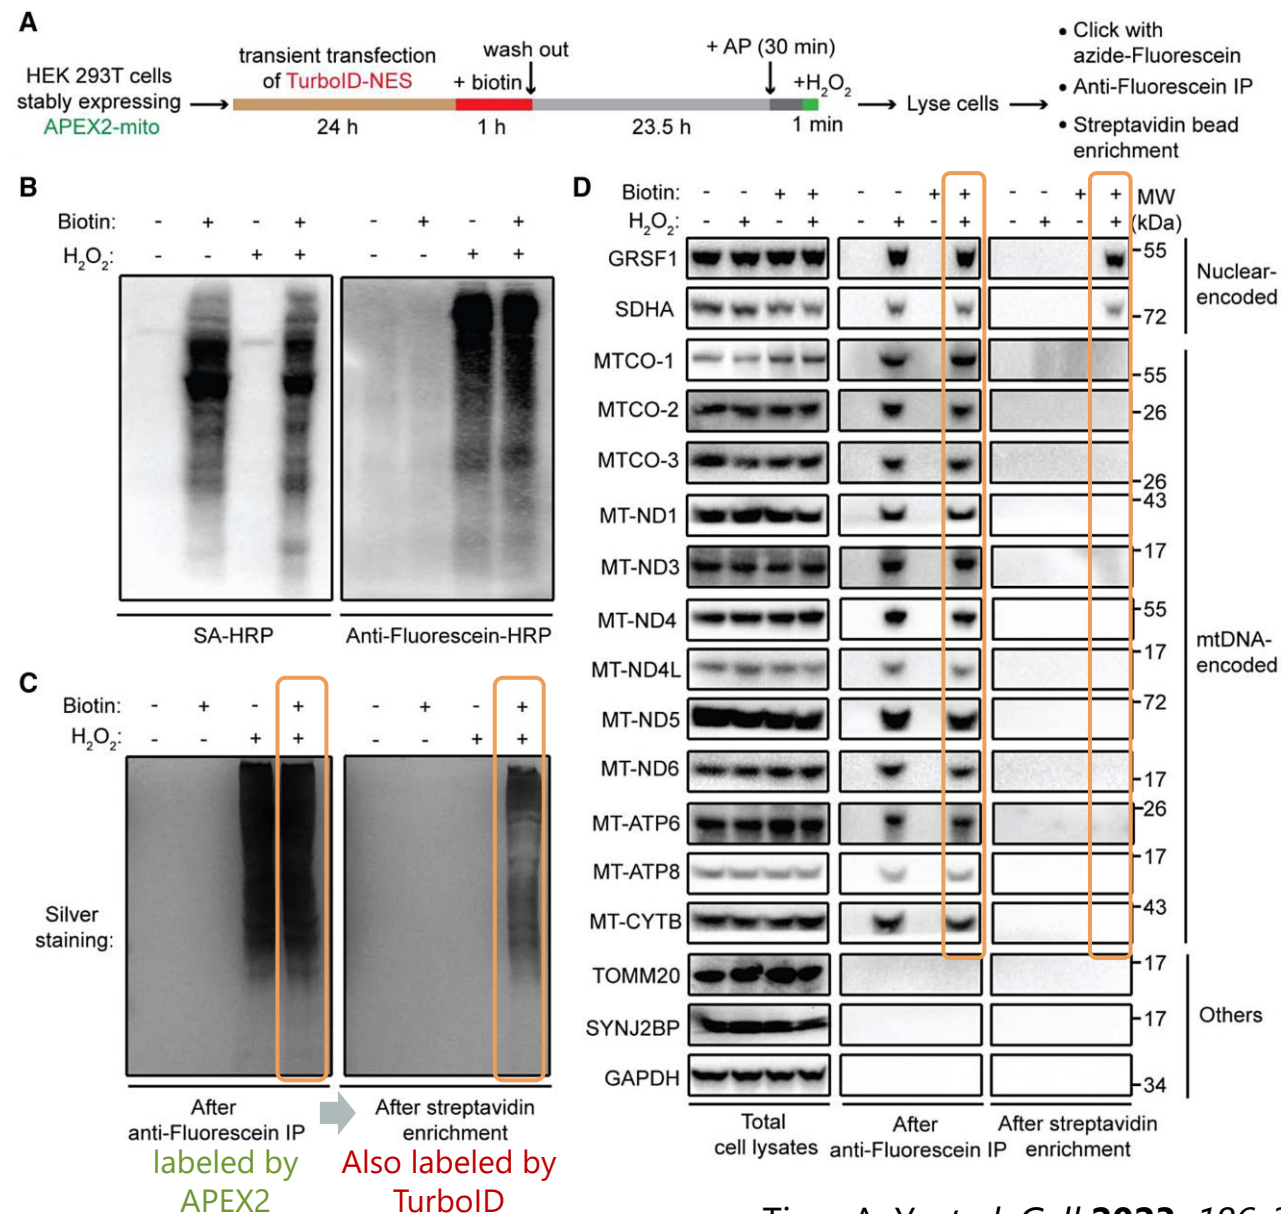 A
HEK 293T cells
stably expressing
APEX2-mito
transient transfection
of TurboID-NES
24 h
+ biotin
1 h
wash out
23.5 h
+ AP (30 min)
+H₂O₂
1 min
Lyse cells
• Click with
azide-Fluorescein
• Anti-Fluorescein IP
• Streptavidin bead
enrichment
B
Biotin: - + - + - + - +
H₂O₂: - - + + - - + +
SA-HRP
Anti-Fluorescein-HRP
C
Biotin: - + - + - + - +
H₂O₂: - - + + - - + +
Silver
staining:
After
anti-Fluorescein IP
After streptavidin
enrichment
labeled by
APEX2
Also labeled by
TurboID
D
Biotin: - - + + - - + + - - + + MW
H₂O₂: - + - + - + - + - + - + (kDa)
GRSF1 55
SDHA 72
Nuclear-
encoded
MTCO-1 55
MTCO-2 26
MTCO-3 26
MT-ND1 43
MT-ND3 17
MT-ND4 55
MT-ND4L 17
MT-ND5 72
MT-ND6 17
MT-ATP6 26
MT-ATP8 17
MT-CYTB 43
mtDNA-
encoded
TOMM20 17
SYNJ2BP 17
GAPDH 34
Others
Total
cell lysates
After
anti-Fluorescein IP
After streptavidin
enrichment